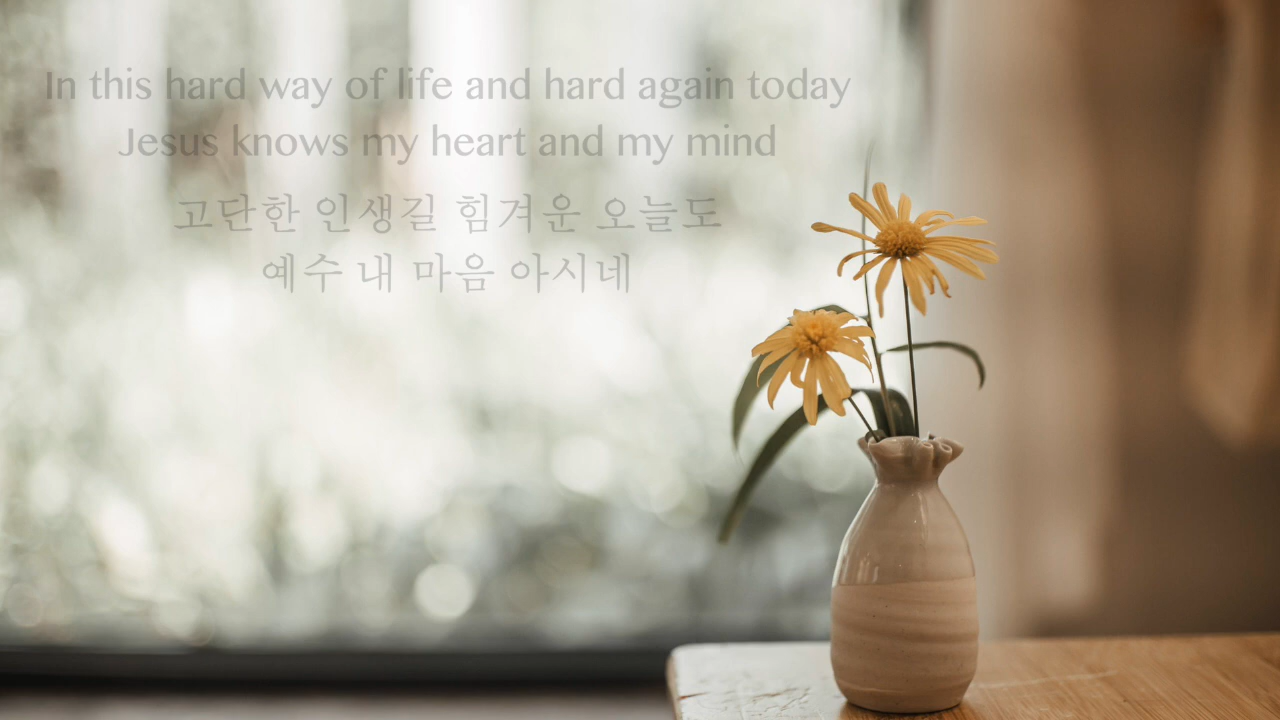 In this hard way of life and hard again today
Jesus knows my heart and my mind
고단한 인생길 힘겨운 오늘도
예수 내 마음 아시네